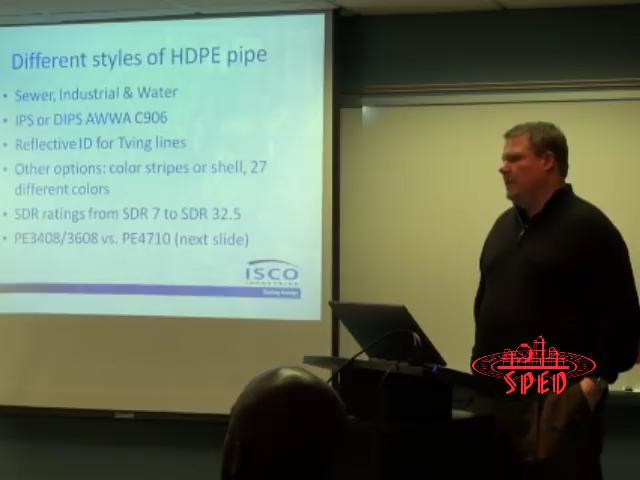 Different styles of HDPE pipe
• Sewer, Industrial & Water
• IPS or DIPS AWWA C906
• Reflective ID for Tving lines
• Other options: color stripes or shell, 27
different colors
• SDR ratings from SDR 7 to SDR 32.5
• PE3408/3608 vs. PE4710 (next slide)
ISCO
INDUSTRIES
SPED